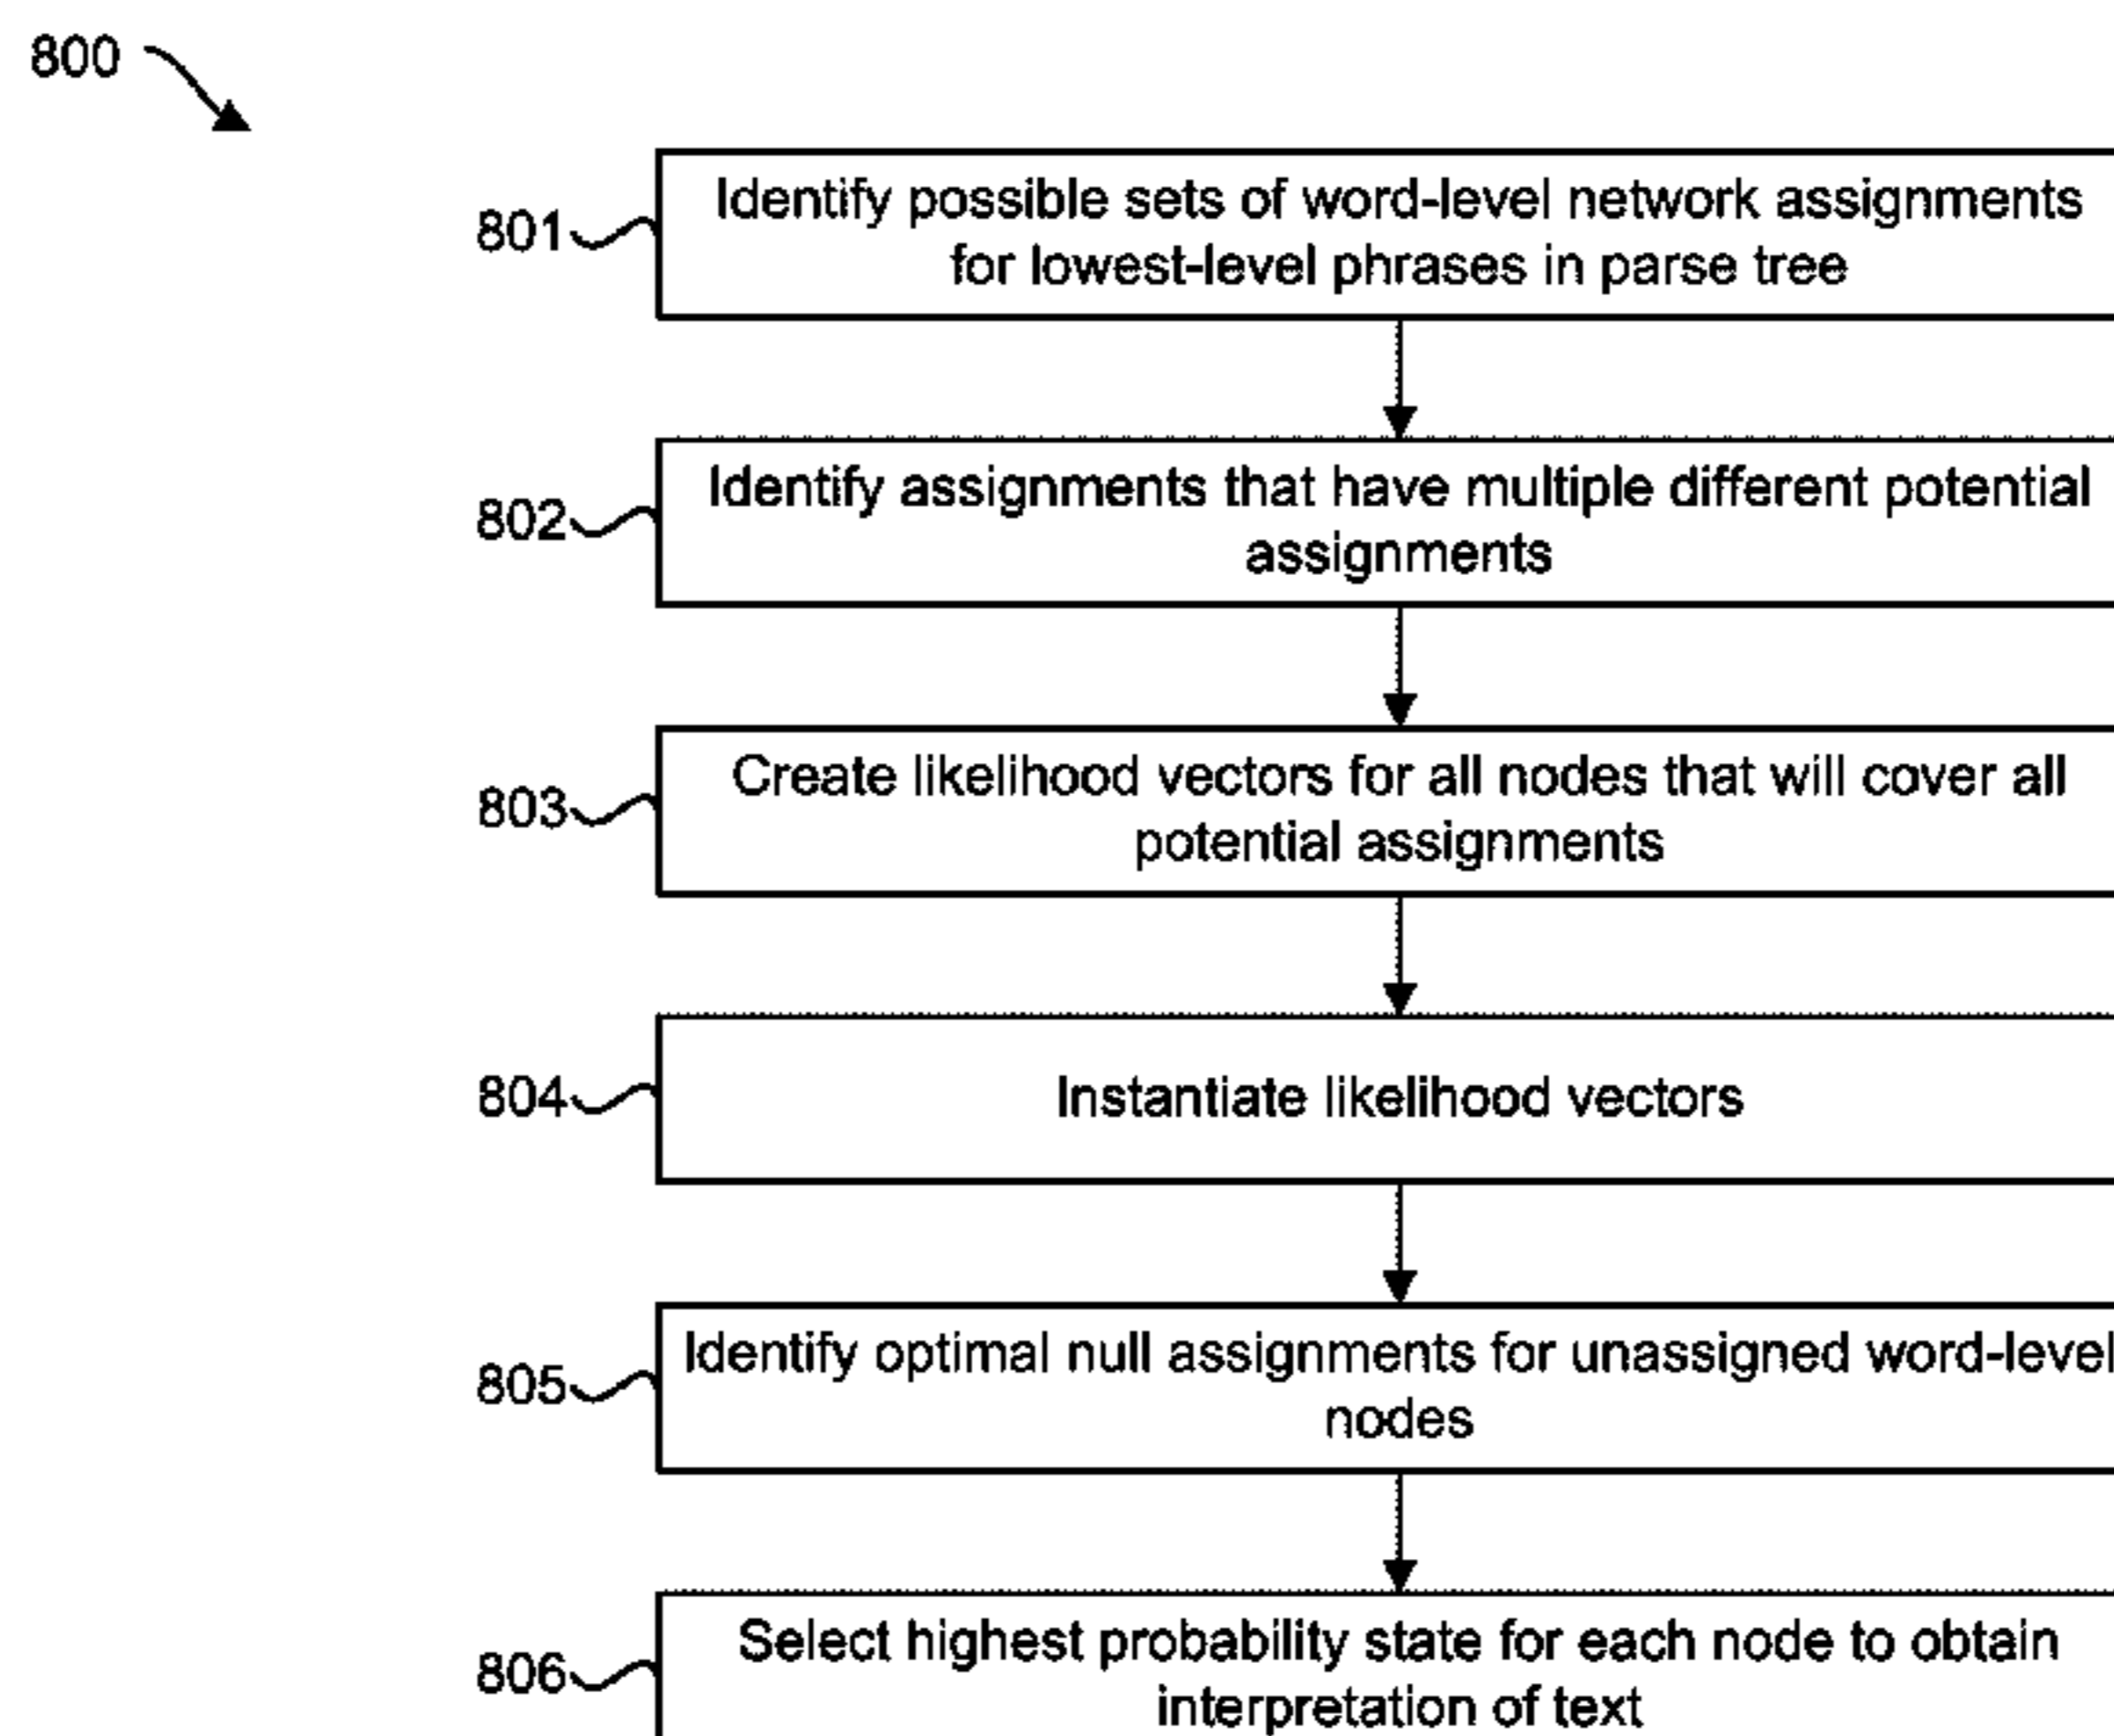 800
801
Identify possible sets of word-level network assignments
for lowest-level phrases in parse tree
802
Identify assignments that have multiple different potential
assignments
803
Create likelihood vectors for all nodes that will cover all
potential assignments
804
Instantiate likelihood vectors
805
Identify optimal null assignments for unassigned word-level
nodes
806
Select highest probability state for each node to obtain
interpretation of text